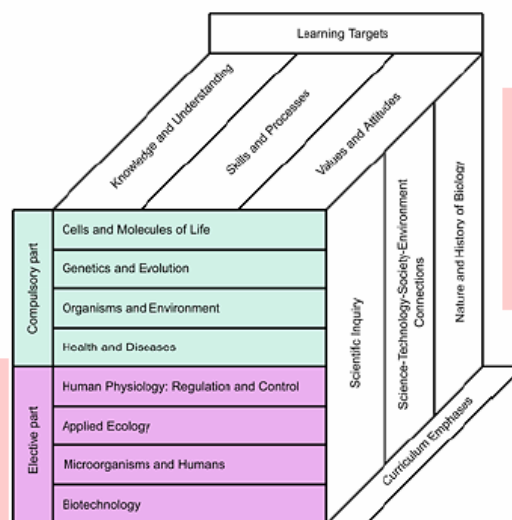 Learning Targets
Knowledge and Understanding
Skills and Processes
Values and Attitudes
Compulsory part
Cells and Molecules of Life
Genetics and Evolution
Organisms and Environment
Health and Diseases
Elective part
Human Physiology: Regulation and Control
Applied Ecology
Microorganisms and Humans
Biotechnology
Scientific Inquiry
Science-Technology-Society-Environment
Connections
Nature and History of Biology
Curriculum Emphases